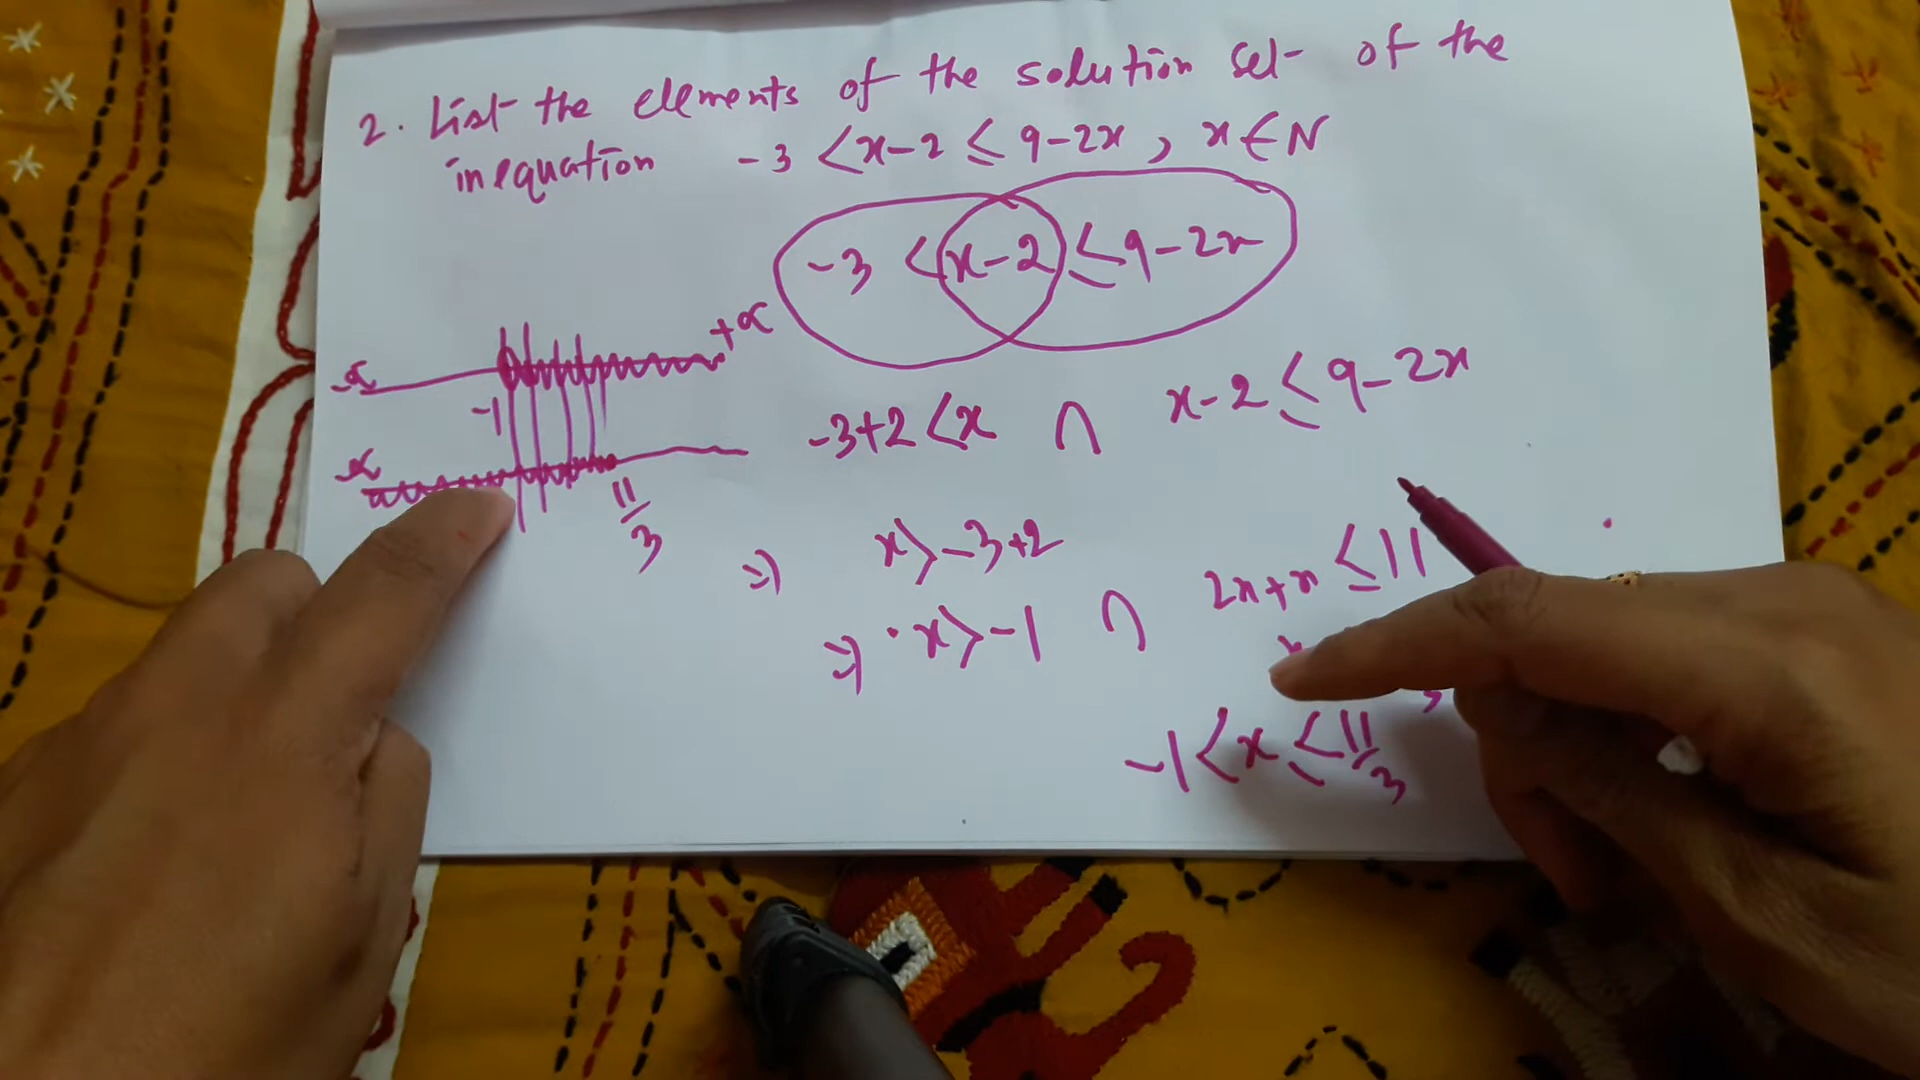 2. List the elements of the solution set of the
inequation -3 < x-2 ≤ 9-2x, x ∈ N
-3 < x-2 ≤ 9-2x
-α +α
-1
-α
11/3
-3+2 < x ∩ x-2 ≤ 9-2x
⇒ x > -3+2
2x+x ≤ 11
⇒ x > -1 ∩
-1 < x ≤ 11/3